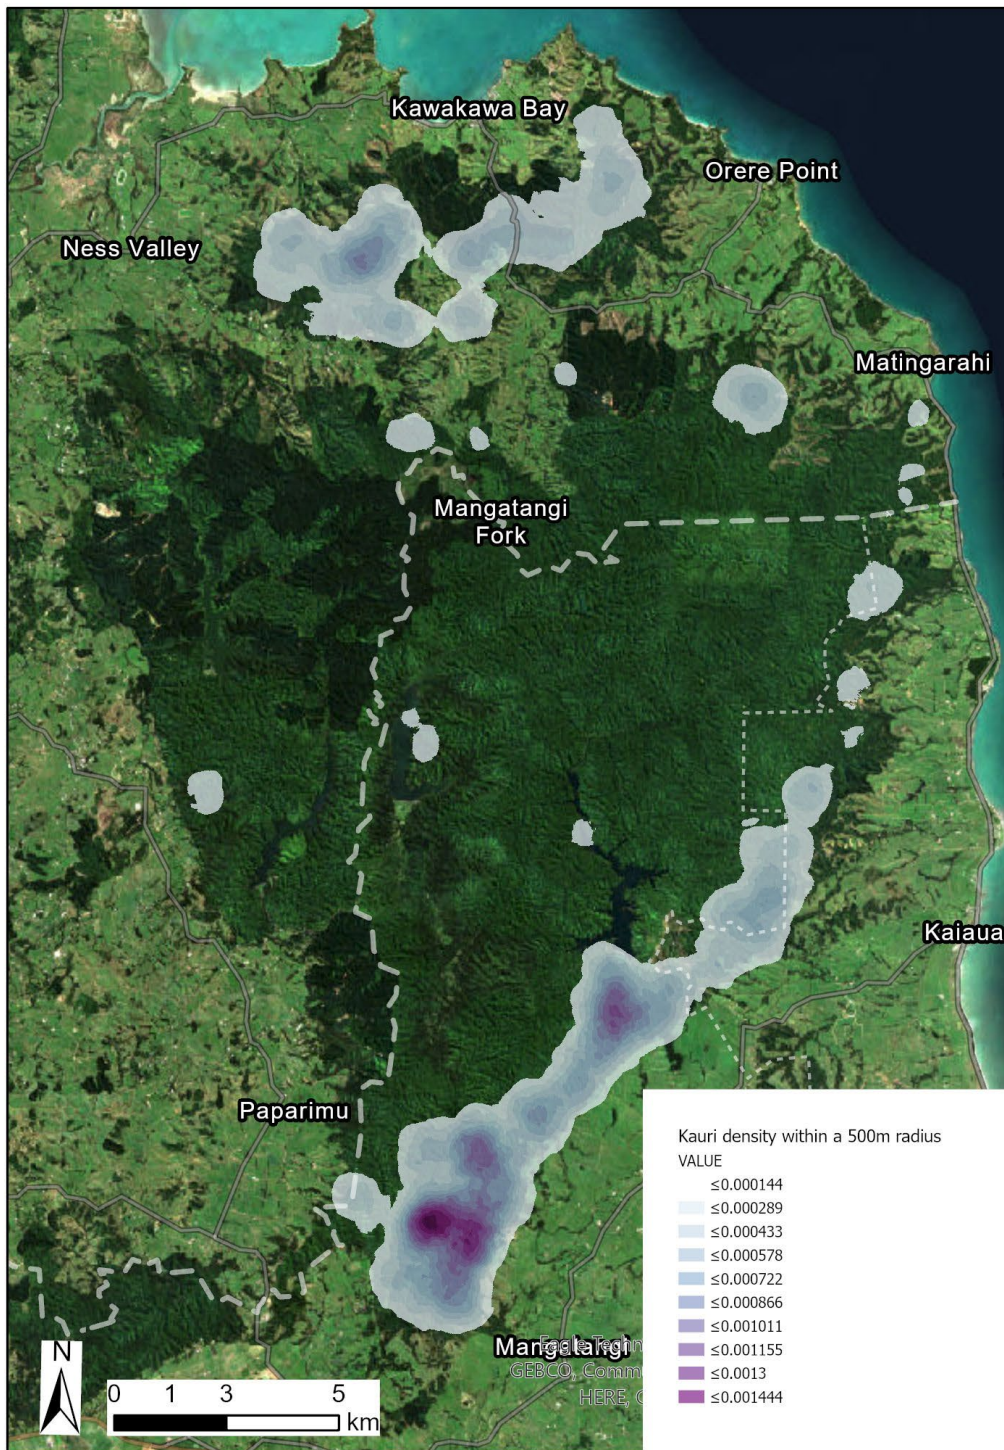 Kawakawa Bay
Orere Point
Ness Valley
Matingarahi
Mangatangi
Fork
Kaiaua
Paparimu
Kauri density within a 500m radius
VALUE
≤0.000144
≤0.000289
≤0.000433
≤0.000578
≤0.000722
≤0.000866
≤0.001011
≤0.001155
≤0.0013
≤0.001444
Mangatangi
Eagle
GEBCO,
HERE,
N
0 1 3 5
km